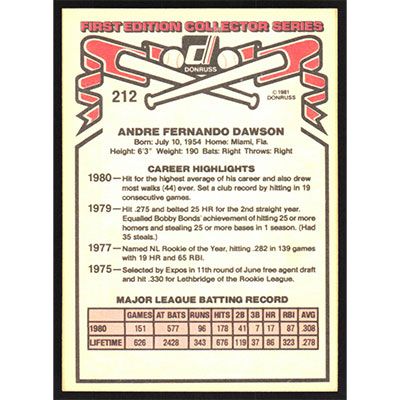 FIRST EDITION COLLECTOR SERIES
DONRUSS
212
© 1981
DONRUSS
ANDRE FERNANDO DAWSON
Born: July 10, 1954 Home: Miami, Fla.
Height: 6'3" Weight: 190 Bats: Right Throws: Right
CAREER HIGHLIGHTS
1980—Hit for the highest average of his career and also drew
most walks (44) ever. Set a club record by hitting in 19
consecutive games.
1979—Hit .275 and belted 25 HR for the 2nd straight year.
Equalled Bobby Bonds' achievement of hitting 25 or more
homers and stealing 25 or more bases in 1 season. (Had
35 steals.)
1977—Named NL Rookie of the Year, hitting .282 in 139 games
with 19 HR and 65 RBI.
1975—Selected by Expos in 11th round of June free agent draft
and hit .330 for Lethbridge of the Rookie League.
MAJOR LEAGUE BATTING RECORD
GAMES AT BATS RUNS HITS 2B 3B HR RBI AVG
1980 151 577 96 178 41 7 17 87 .308
LIFETIME 626 2428 343 676 119 37 86 323 .278